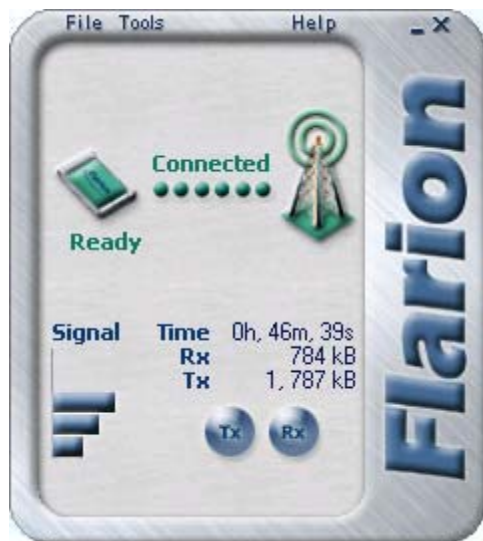 File Tools Help
Connected
Ready
Flarion
Signal Time 0h, 46m, 39s
Rx 784 kB
Tx 1, 787 kB
Tx Rx